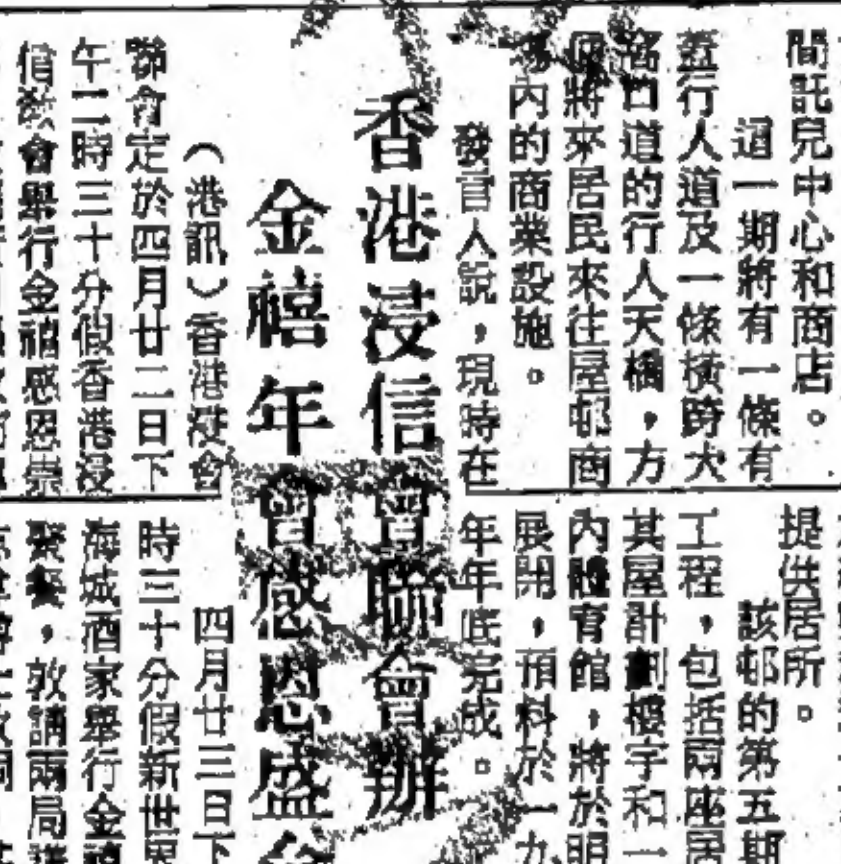 間託兒中心和商店。
這一期將有一條有
蓋行人道及一條橫跨大
窩口道的行人天橋，方
便將來居民來往屋邨商
場內的商業設施。
發言人說，現時在
提供居所。
該邨的第五期
工程，包括兩座居
其屋計劃樓宇和一
內體育館，將於明
展開，預料於一九
年年底完成。
香港浸信會聯會辦
金禧年會感恩盛
（港訊）香港浸會
聯會定於四月廿二日下
午二時三十分假香港浸
信教會舉行金禧感恩崇
四月廿三日下
時三十分假新世界
海城酒家舉行金禧
聚餐，敦請兩局